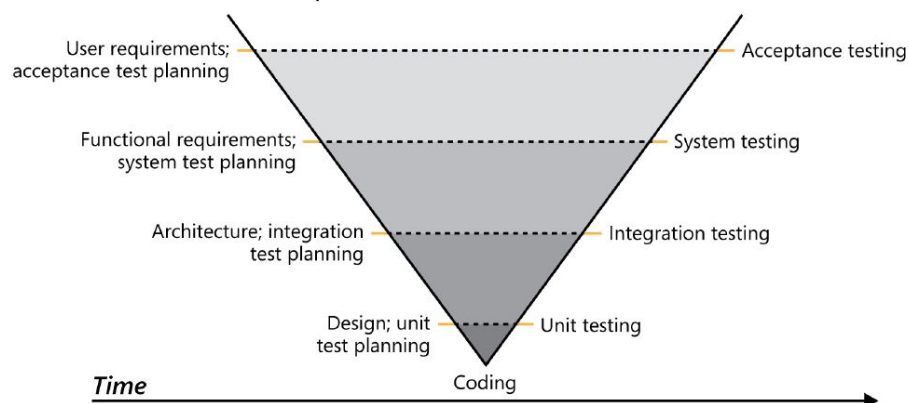 User requirements;
acceptance test planning
Acceptance testing
Functional requirements;
system test planning
System testing
Architecture; integration
test planning
Integration testing
Design; unit
test planning
Unit testing
Coding
Time